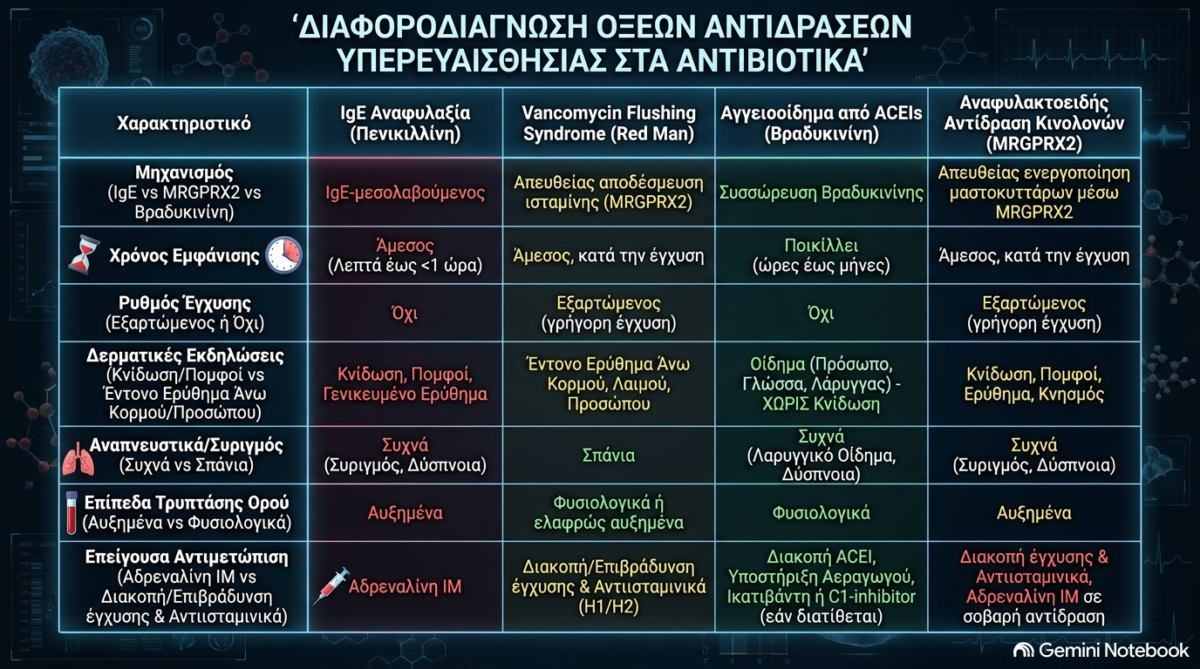 ‘ΔΙΑΦΟΡΟΔΙΑΓΝΩΣΗ ΟΞΕΩΝ ΑΝΤΙΔΡΑΣΕΩΝ
ΥΠΕΡΕΥΑΙΣΘΗΣΙΑΣ ΣΤΑ ΑΝΤΙΒΙΟΤΙΚΑ’
Χαρακτηριστικό
IgE Αναφυλαξία
(Πενικιλλίνη)
Vancomycin Flushing
Syndrome (Red Man)
Αγγειοοίδημα από ACEIs
(Βραδυκινίνη)
Αναφυλακτοειδής
Αντίδραση Κινολονών
(MRGPRX2)
Μηχανισμός
(IgE vs MRGPRX2 vs
Βραδυκινίνη)
IgE-μεσολαβούμενος
Απευθείας αποδέσμευση
ισταμίνης (MRGPRX2)
Συσσώρευση Βραδυκινίνης
Απευθείας ενεργοποίηση
μαστοκυττάρων μέσω
MRGPRX2
Χρόνος Εμφάνισης
Άμεσος
(Λεπτά έως <1 ώρα)
Άμεσος, κατά την έγχυση
Ποικίλλει
(ώρες έως μήνες)
Άμεσος, κατά την έγχυση
Ρυθμός Έγχυσης
(Εξαρτώμενος ή Όχι)
Όχι
Εξαρτώμενος
(γρήγορη έγχυση)
Όχι
Εξαρτώμενος
(γρήγορη έγχυση)
Δερματικές Εκδηλώσεις
(Κνίδωση/Πομφοί vs
Έντονο Ερύθημα Άνω
Κορμού/Προσώπου)
Κνίδωση, Πομφοί,
Γενικευμένο Ερύθημα
Έντονο Ερύθημα Άνω
Κορμού, Λαιμού,
Προσώπου
Οίδημα (Πρόσωπο,
Γλώσσα, Λάρυγγας) -
ΧΩΡΙΣ Κνίδωση
Κνίδωση, Πομφοί,
Ερύθημα, Κνησμός
Αναπνευστικά/Συριγμός
(Συχνά vs Σπάνια)
Συχνά
(Συριγμός, Δύσπνοια)
Σπάνια
Συχνά
(Λαρυγγικό Οίδημα,
Δύσπνοια)
Συχνά
(Συριγμός, Δύσπνοια)
Επίπεδα Τρυπτάσης Ορού
(Αυξημένα vs Φυσιολογικά)
Αυξημένα
Φυσιολογικά ή
ελαφρώς αυξημένα
Φυσιολογικά
Αυξημένα
Επείγουσα Αντιμετώπιση
(Αδρεναλίνη IM vs
Διακοπή/Επιβράδυνση
έγχυσης & Αντιισταμινικά)
Αδρεναλίνη IM
Διακοπή/Επιβράδυνση
έγχυσης & Αντιισταμινικά
(H1/H2)
Διακοπή ACEI,
Υποστήριξη Αεραγωγού,
Ικατιβάντη ή C1-inhibitor
(εάν διατίθεται)
Διακοπή έγχυσης &
Αντιισταμινικά,
Αδρεναλίνη IM σε
σοβαρή αντίδραση
Gemini Notebook